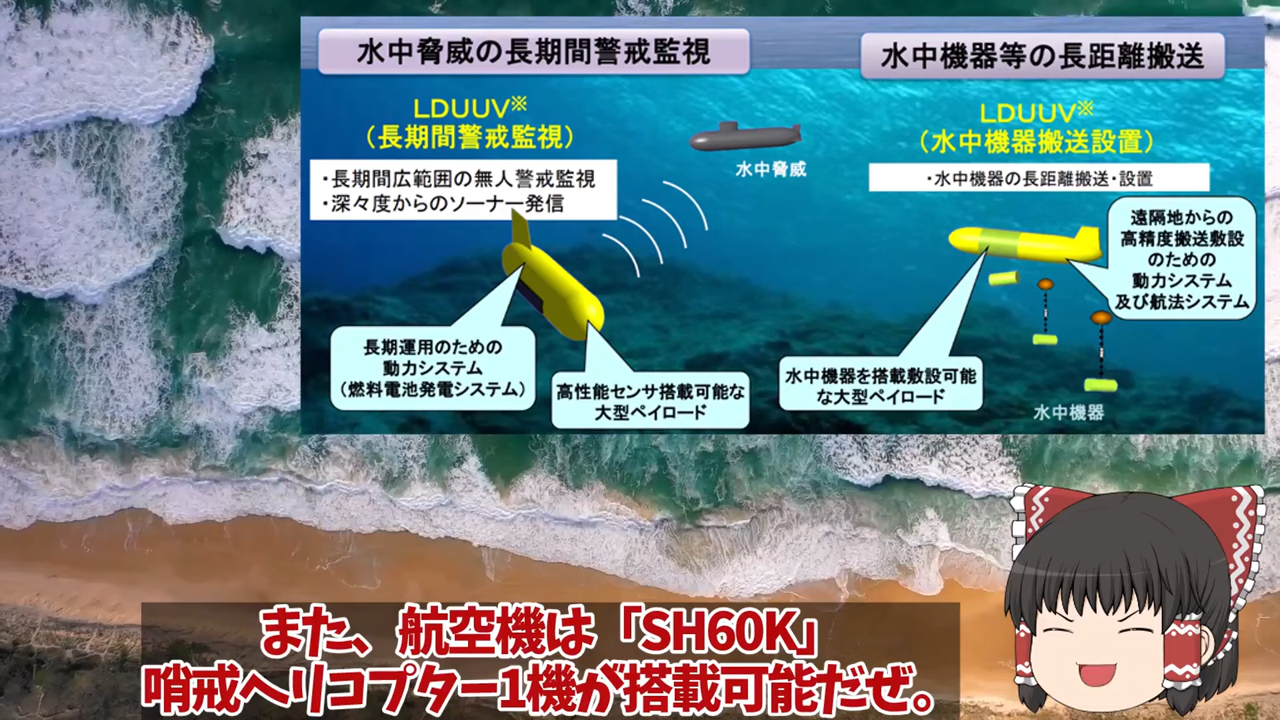 水中脅威の長期間警戒監視
LDUUV※
(長期間警戒監視)
・長期間広範囲の無人警戒監視
・深々度からのソーナー発信
水中脅威
長期運用のための
動力システム
(燃料電池発電システム)
高性能センサ搭載可能な
大型ペイロード
水中機器等の長距離搬送
LDUUV※
(水中機器搬送設置)
・水中機器の長距離搬送・設置
遠隔地からの
高精度搬送敷設
のための
動力システム
及び航法システム
水中機器を搭載敷設可能
な大型ペイロード
水中機器
また、航空機は「SH60K」
哨戒ヘリコプター1機が搭載可能だぜ。